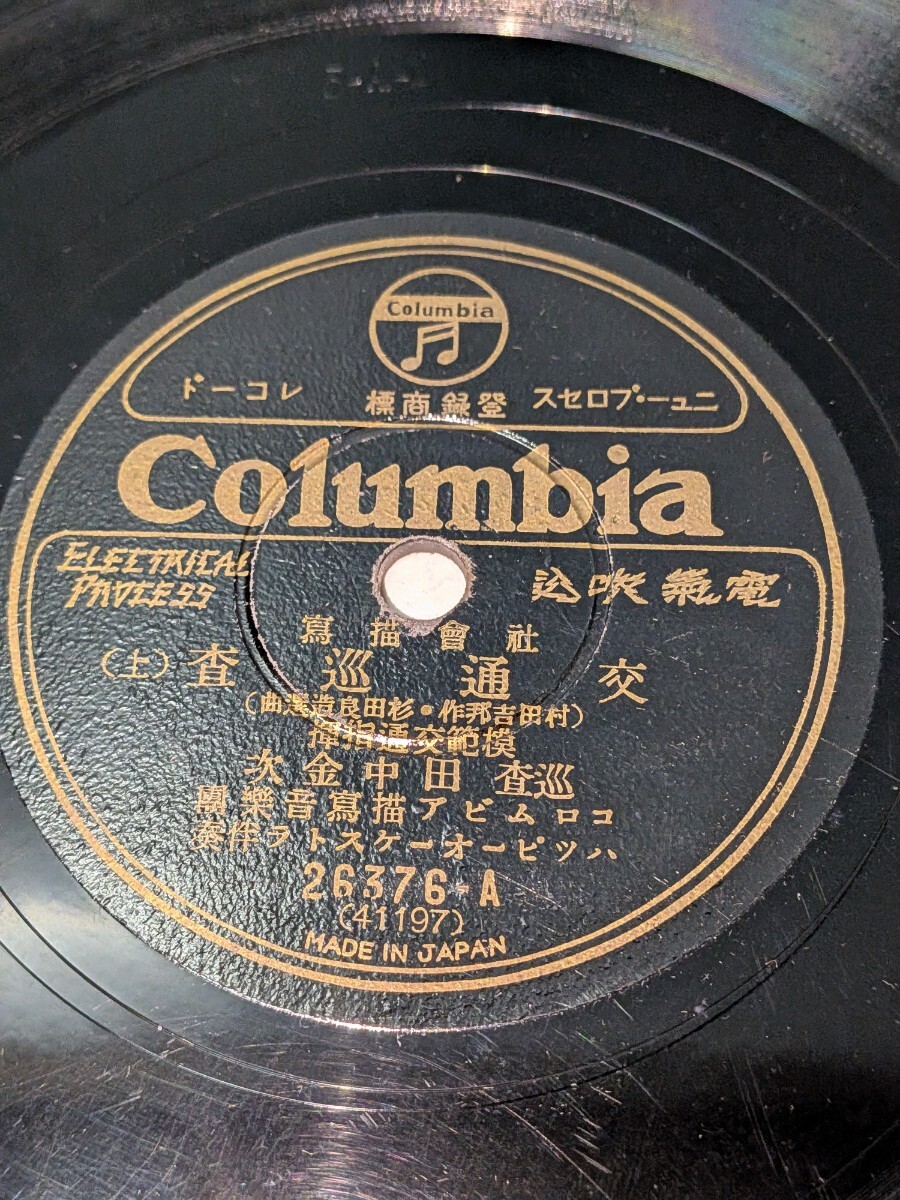 Columbia
ニュー・プロセス 登録商標 レコード
Columbia
ELECTRICAL
PROCESS
電氣吹込
社會描寫
交通巡査(上)
(村田吉邦作・杉田良造選曲)
模範交通指揮
巡査 田中金次
コロムビア描寫音樂團
ハッピーオーケストラ伴奏
26376-A
(41197)
MADE IN JAPAN